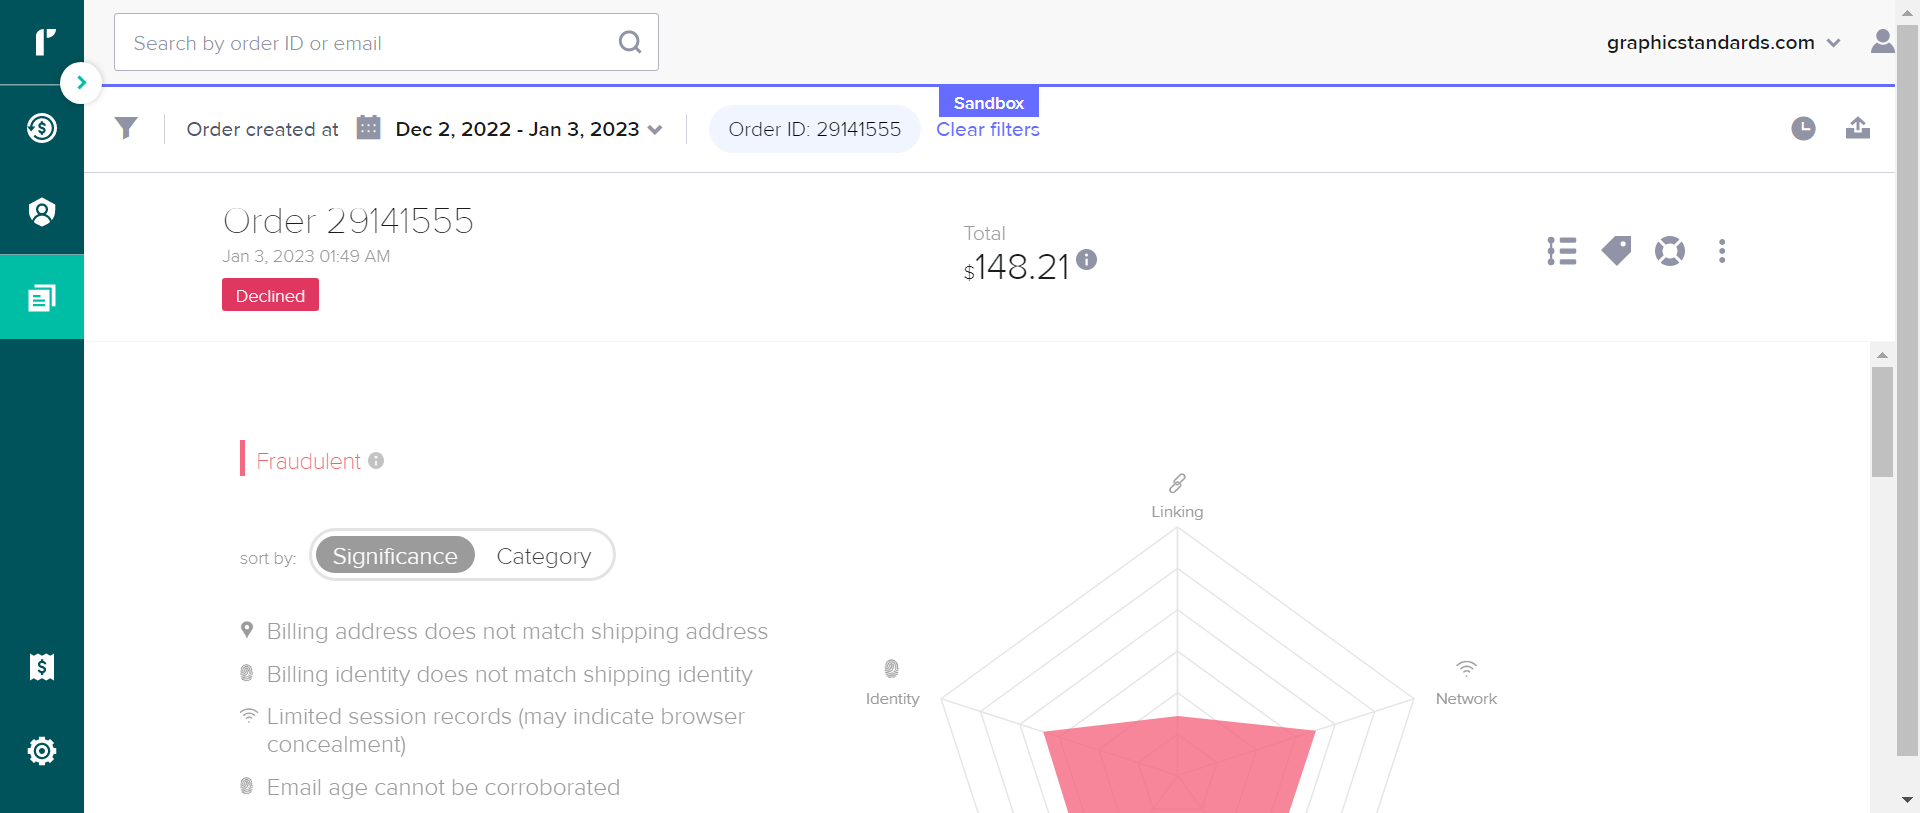 Search by order ID or email
graphicstandards.com
Sandbox
Order created at Dec 2, 2022 - Jan 3, 2023 Order ID: 29141555 Clear filters
Order 29141555
Jan 3, 2023 01:49 AM
Declined
Total
$148.21
Fraudulent
sort by: Significance Category
Billing address does not match shipping address
Billing identity does not match shipping identity
Limited session records (may indicate browser
concealment)
Email age cannot be corroborated
Linking
Identity
Network